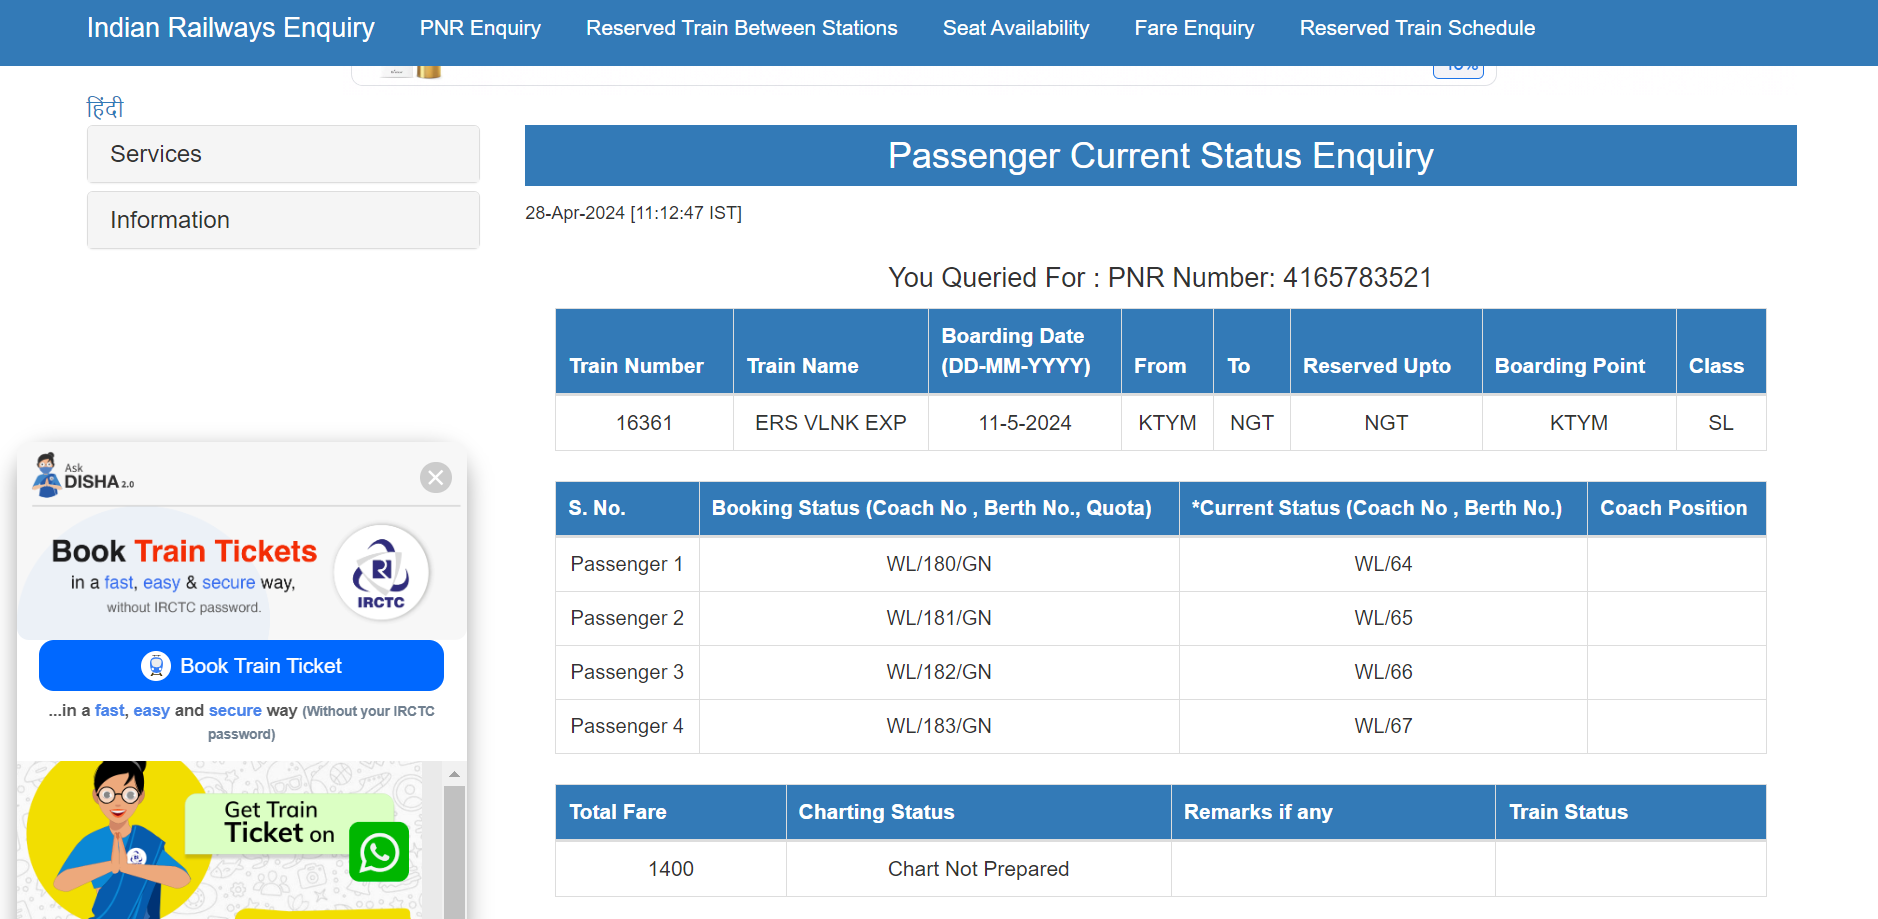 Indian Railways Enquiry PNR Enquiry Reserved Train Between Stations Seat Availability Fare Enquiry Reserved Train Schedule
हिंदी
Services
Information
Passenger Current Status Enquiry
28-Apr-2024 [11:12:47 IST]
You Queried For : PNR Number: 4165783521
Train Number Train Name Boarding Date (DD-MM-YYYY) From To Reserved Upto Boarding Point Class
16361 ERS VLNK EXP 11-5-2024 KTYM NGT NGT KTYM SL
S. No. Booking Status (Coach No , Berth No., Quota) *Current Status (Coach No , Berth No.) Coach Position
Passenger 1 WL/180/GN WL/64
Passenger 2 WL/181/GN WL/65
Passenger 3 WL/182/GN WL/66
Passenger 4 WL/183/GN WL/67
Total Fare Charting Status Remarks if any Train Status
1400 Chart Not Prepared
Ask
DISHA 2.0
Book Train Tickets
in a fast, easy & secure way,
without IRCTC password.
IRCTC
Book Train Ticket
...in a fast, easy and secure way (Without your IRCTC
password)
Get Train
Ticket on